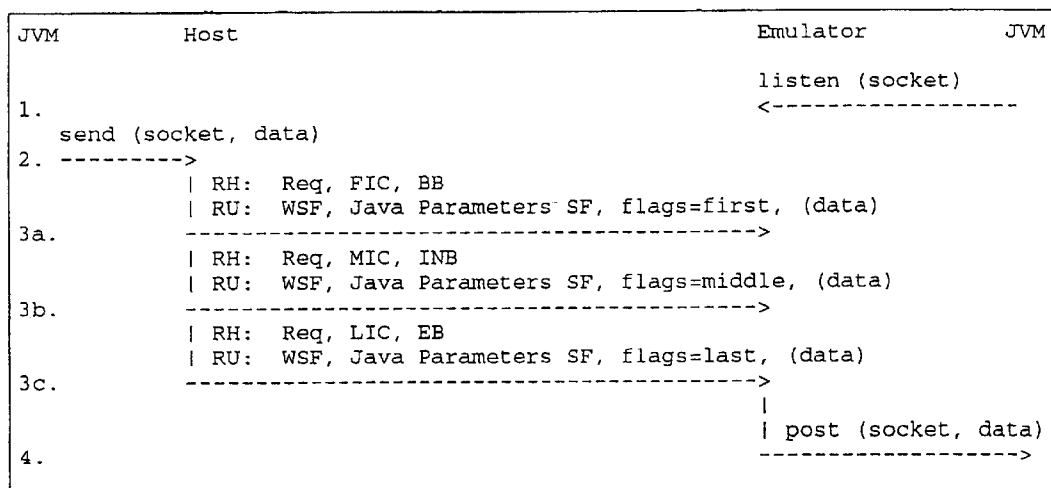 JVM Host Emulator JVM
listen (socket)
1. <-------------------
send (socket, data)
2. --------->
| RH: Req, FIC, BB
| RU: WSF, Java Parameters SF, flags=first, (data)
3a. ----------------------------------------->
| RH: Req, MIC, INB
| RU: WSF, Java Parameters SF, flags=middle, (data)
3b. ----------------------------------------->
| RH: Req, LIC, EB
| RU: WSF, Java Parameters SF, flags=last, (data)
3c. ----------------------------------------->
|
| post (socket, data)
4. ------------------->